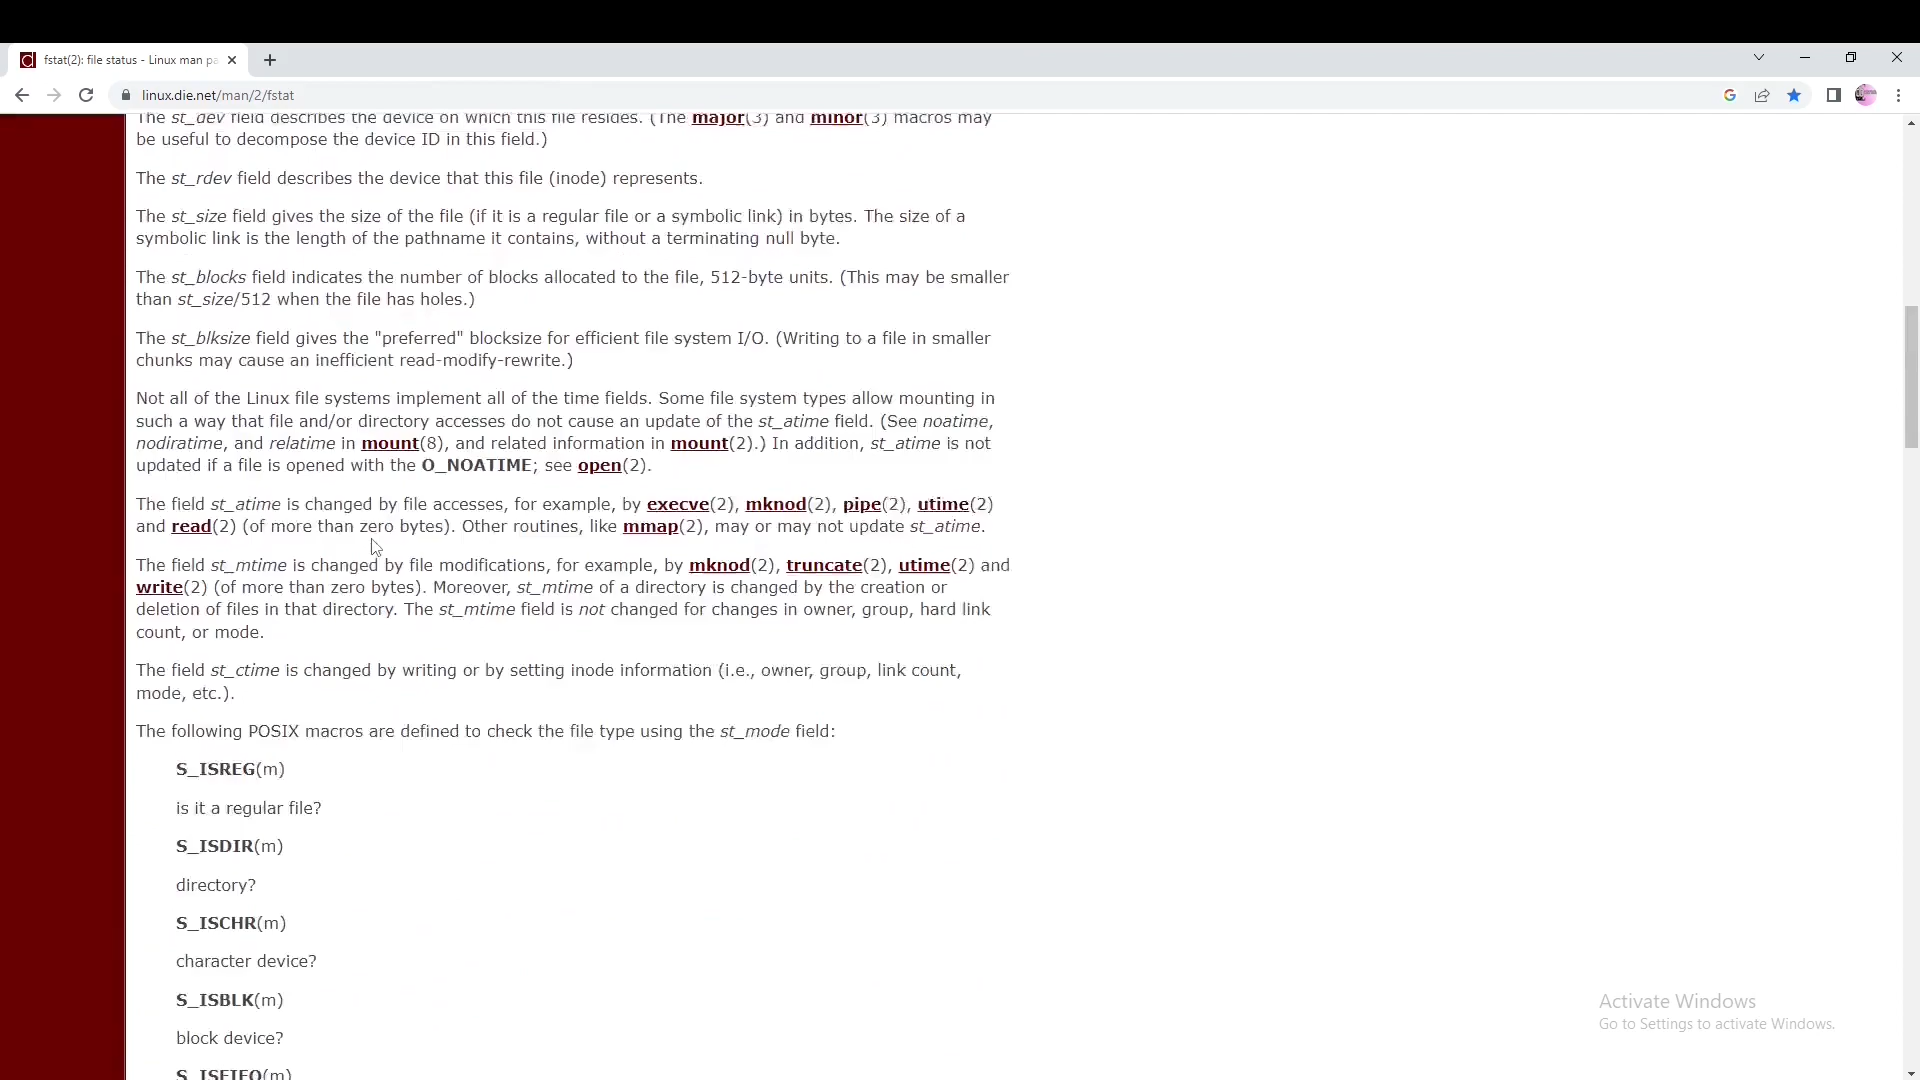 fstat(2): file status - Linux man pa
linux.die.net/man/2/fstat
The st_dev field describes the device on which this file resides. (The major(3) and minor(3) macros may
be useful to decompose the device ID in this field.)
The st_rdev field describes the device that this file (inode) represents.
The st_size field gives the size of the file (if it is a regular file or a symbolic link) in bytes. The size of a
symbolic link is the length of the pathname it contains, without a terminating null byte.
The st_blocks field indicates the number of blocks allocated to the file, 512-byte units. (This may be smaller
than st_size/512 when the file has holes.)
The st_blksize field gives the "preferred" blocksize for efficient file system I/O. (Writing to a file in smaller
chunks may cause an inefficient read-modify-rewrite.)
Not all of the Linux file systems implement all of the time fields. Some file system types allow mounting in
such a way that file and/or directory accesses do not cause an update of the st_atime field. (See noatime,
nodiratime, and relatime in mount(8), and related information in mount(2).) In addition, st_atime is not
updated if a file is opened with the O_NOATIME; see open(2).
The field st_atime is changed by file accesses, for example, by execve(2), mknod(2), pipe(2), utime(2)
and read(2) (of more than zero bytes). Other routines, like mmap(2), may or may not update st_atime.
The field st_mtime is changed by file modifications, for example, by mknod(2), truncate(2), utime(2) and
write(2) (of more than zero bytes). Moreover, st_mtime of a directory is changed by the creation or
deletion of files in that directory. The st_mtime field is not changed for changes in owner, group, hard link
count, or mode.
The field st_ctime is changed by writing or by setting inode information (i.e., owner, group, link count,
mode, etc.).
The following POSIX macros are defined to check the file type using the st_mode field:
S_ISREG(m)
is it a regular file?
S_ISDIR(m)
directory?
S_ISCHR(m)
character device?
S_ISBLK(m)
block device?
S_ISFIFO(m)
Activate Windows
Go to Settings to activate Windows.